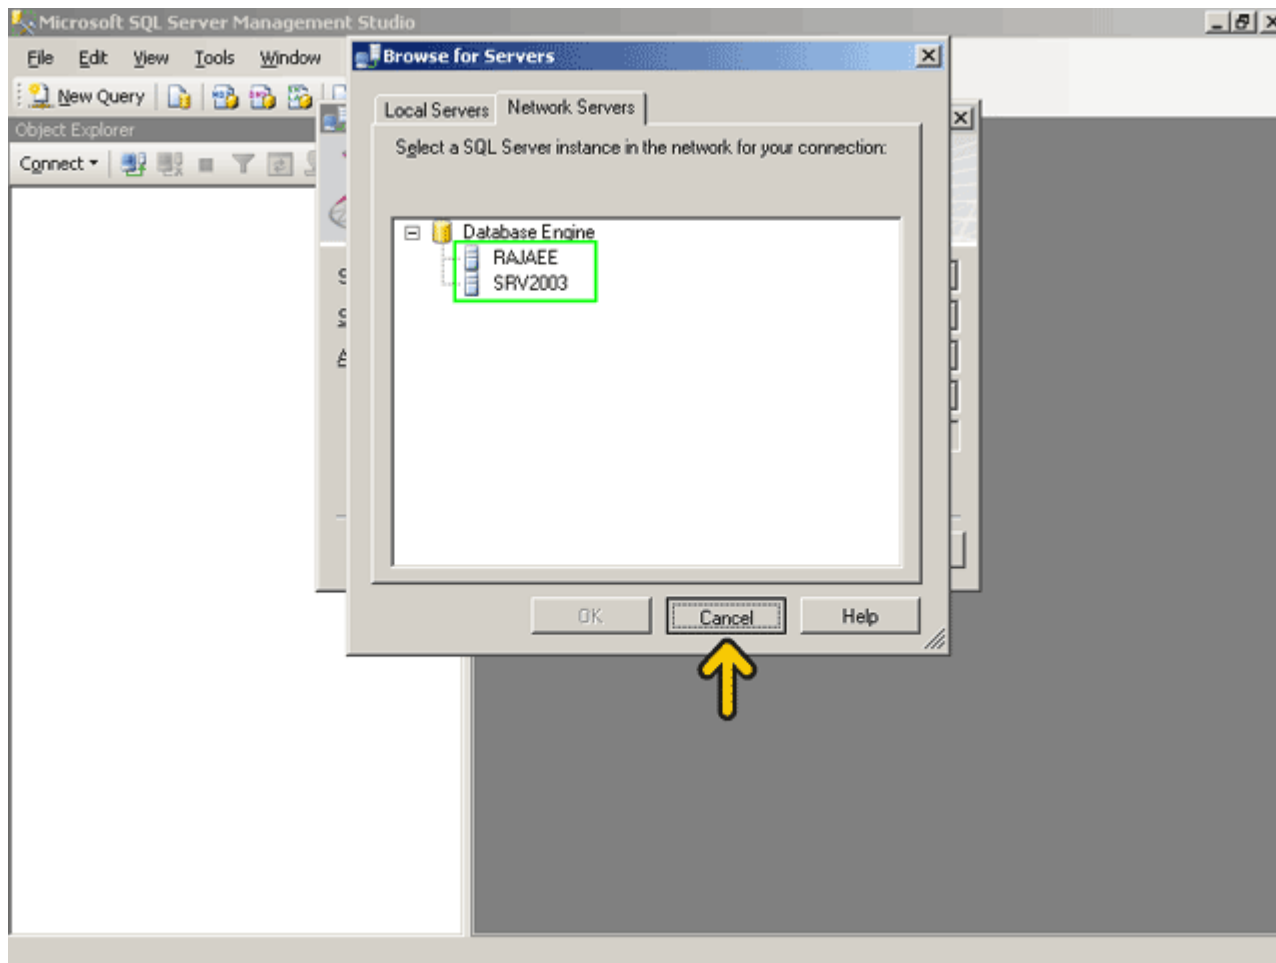 Microsoft SQL Server Management Studio
File Edit View Tools Window
New Query
Object Explorer
Connect
Browse for Servers
Local Servers Network Servers
Select a SQL Server instance in the network for your connection:
Database Engine
RAJAEE
SRV2003
OK Cancel Help